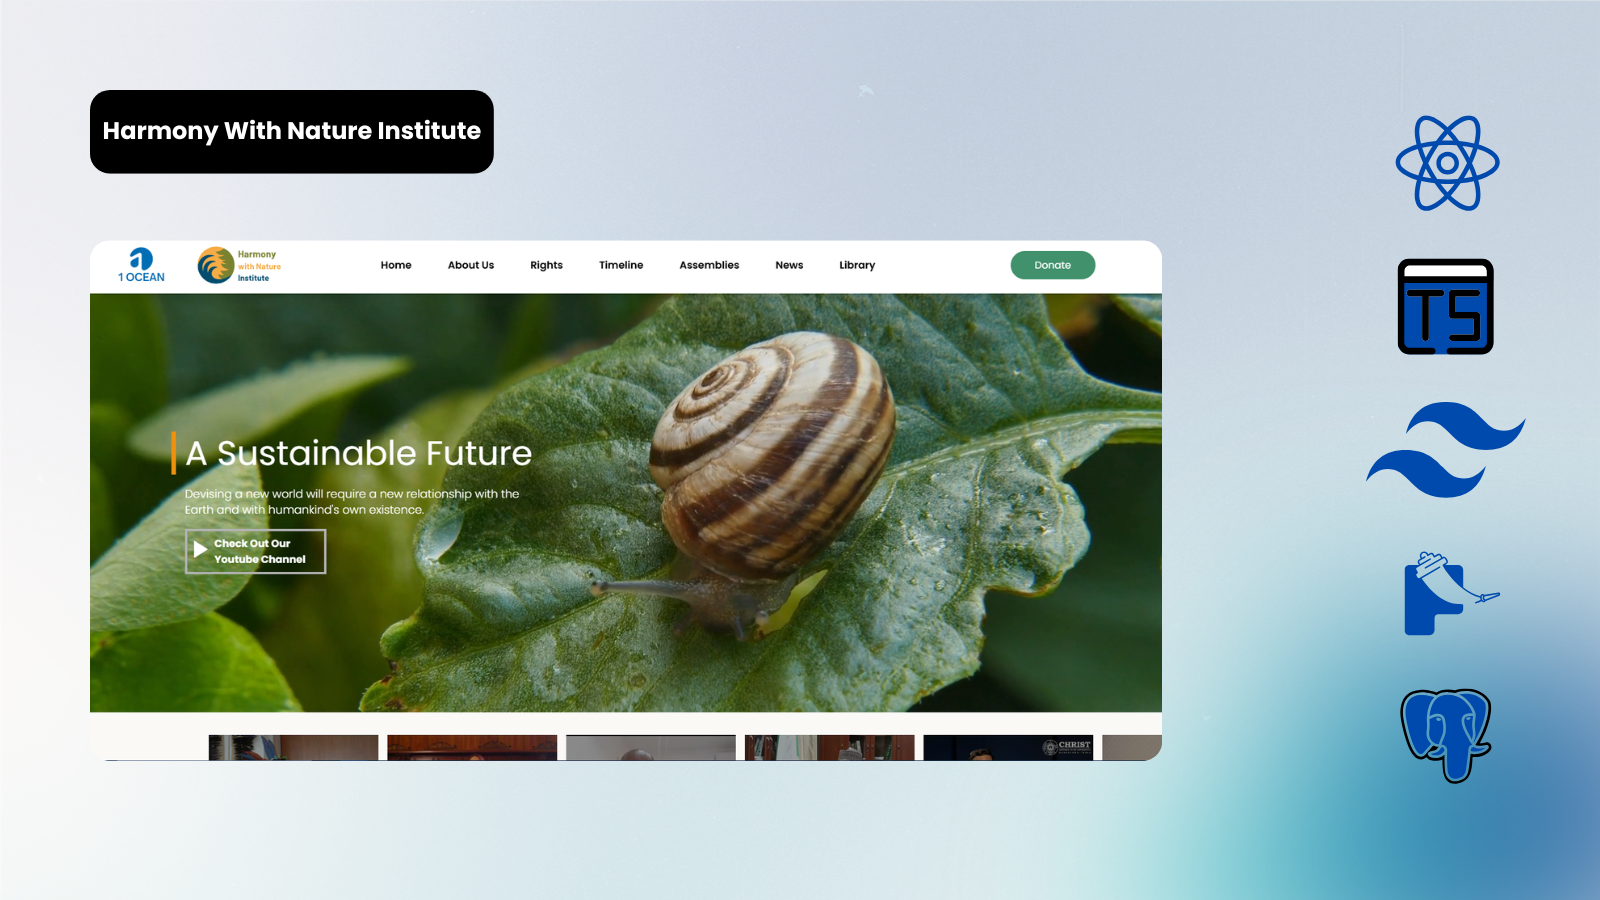 Harmony With Nature Institute
1 OCEAN
Harmony
with Nature
Institute
Home About Us Rights Timeline Assemblies News Library
Donate
A Sustainable Future
Devising a new world will require a new relationship with the
Earth and with humankind's own existence.
Check Out Our
Youtube Channel
CHRIST
TS